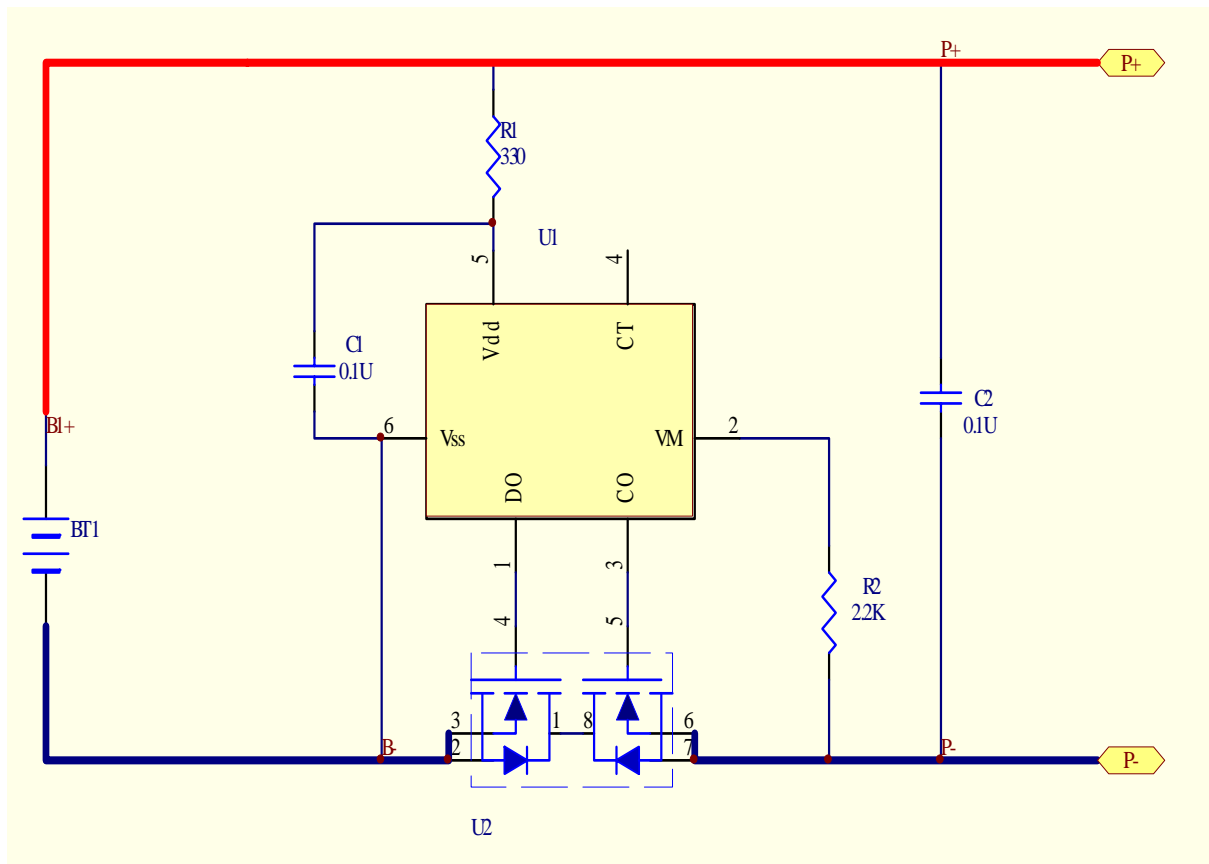 P+
P+
R1
330
U1
5
4
Vdd
CT
C1
0.1U
C2
0.1U
B1+
6
Vss
VM
2
DO
CO
BT1
1
3
R2
2.2K
4
5
3
1
8
6
B-
2
7
P-
P-
U2